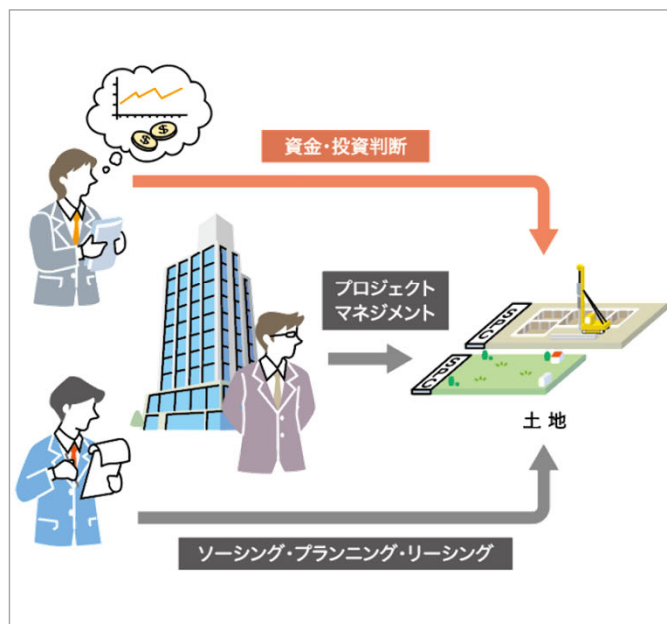 $
$
資金・投資判断
プロジェクト
マネジメント
土地
ソーシング・プランニング・リーシング